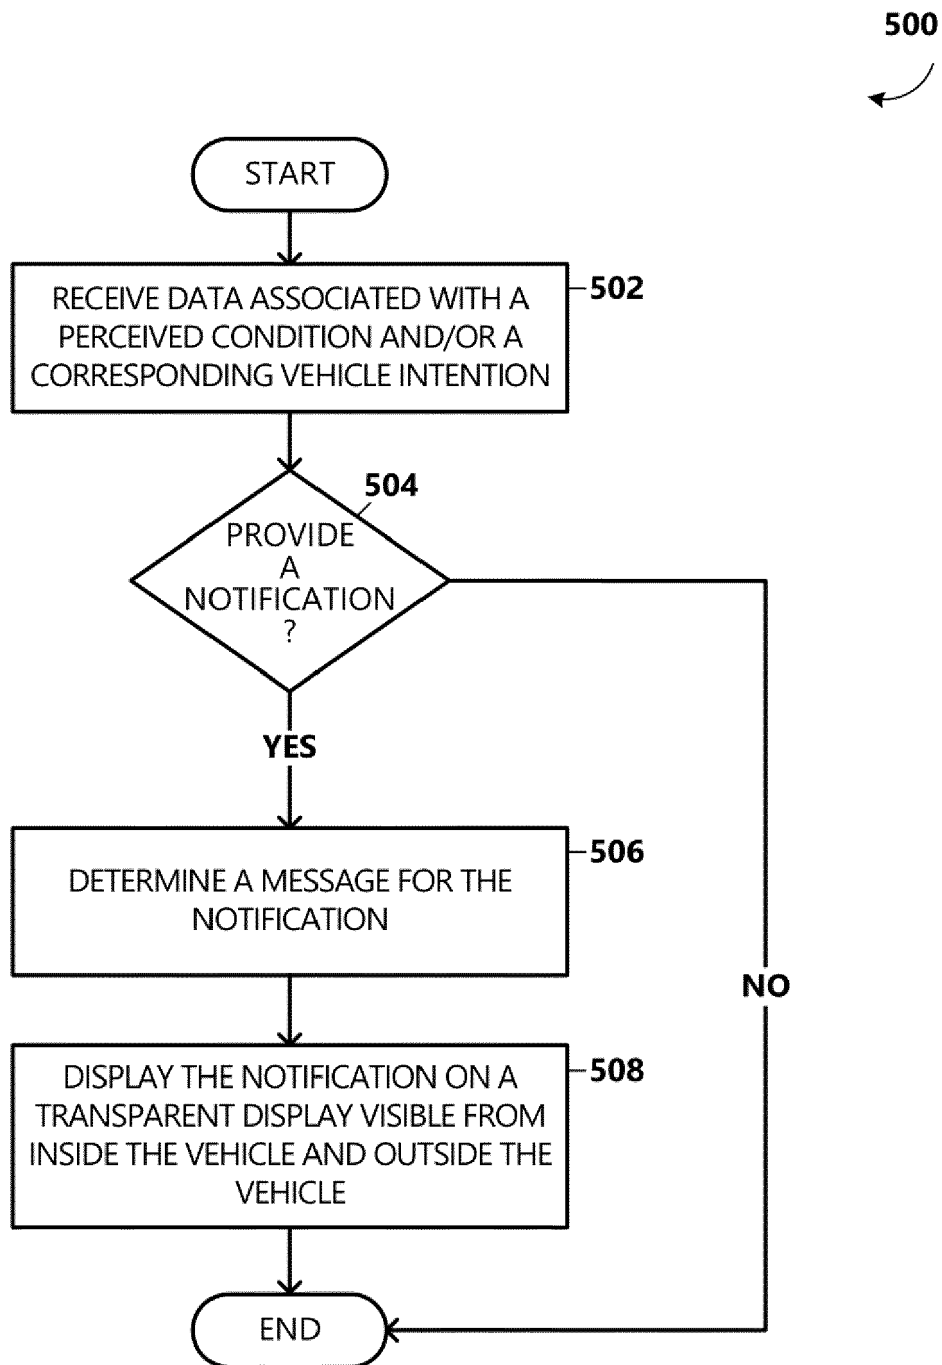 500
START
RECEIVE DATA ASSOCIATED WITH A
PERCEIVED CONDITION AND/OR A
CORRESPONDING VEHICLE INTENTION
502
504
PROVIDE
A
NOTIFICATION
?
YES
506
DETERMINE A MESSAGE FOR THE
NOTIFICATION
NO
508
DISPLAY THE NOTIFICATION ON A
TRANSPARENT DISPLAY VISIBLE FROM
INSIDE THE VEHICLE AND OUTSIDE THE
VEHICLE
END